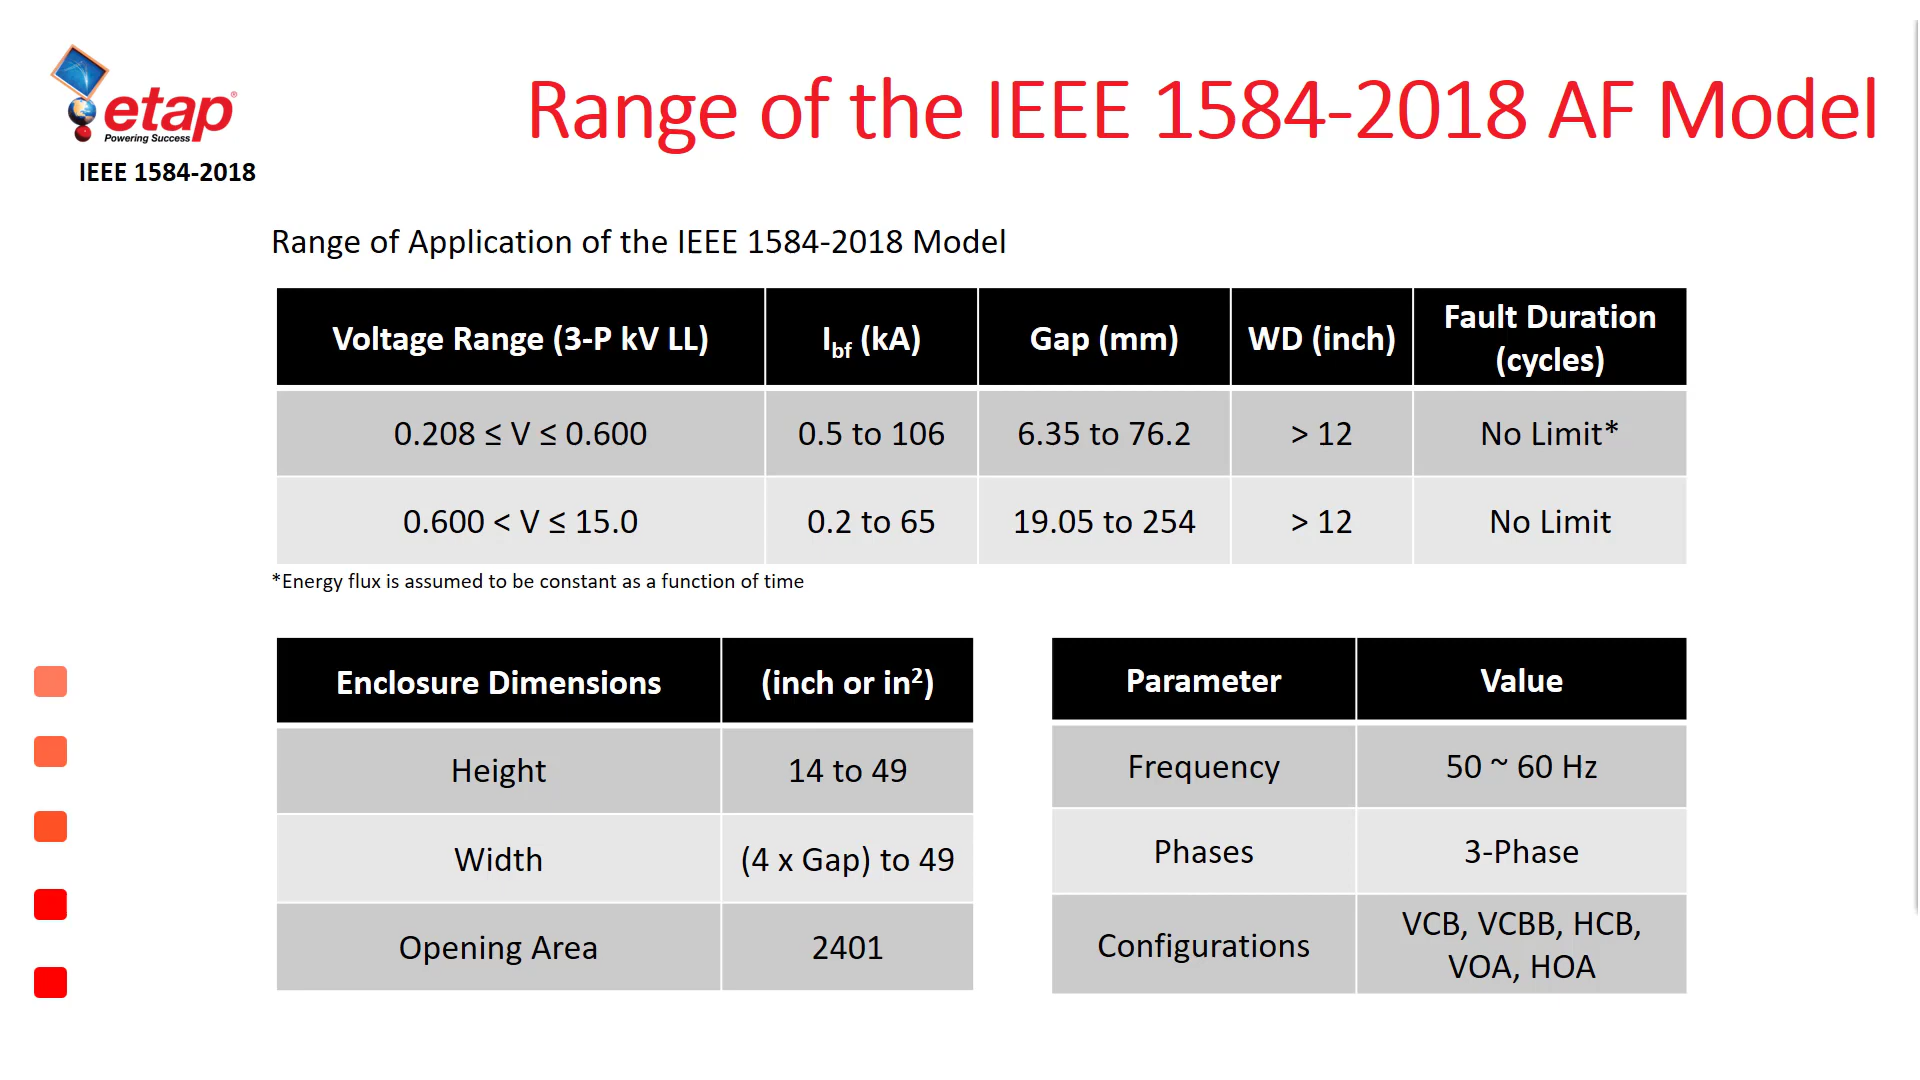 etap®
Powering Success
IEEE 1584-2018
Range of the IEEE 1584-2018 AF Model
Range of Application of the IEEE 1584-2018 Model
Voltage Range (3-P kV LL) Ibf (kA) Gap (mm) WD (inch) Fault Duration (cycles)
0.208 ≤ V ≤ 0.600 0.5 to 106 6.35 to 76.2 > 12 No Limit*
0.600 < V ≤ 15.0 0.2 to 65 19.05 to 254 > 12 No Limit
*Energy flux is assumed to be constant as a function of time
Enclosure Dimensions (inch or in²)
Height 14 to 49
Width (4 x Gap) to 49
Opening Area 2401
Parameter Value
Frequency 50 ~ 60 Hz
Phases 3-Phase
Configurations VCB, VCBB, HCB,
VOA, HOA